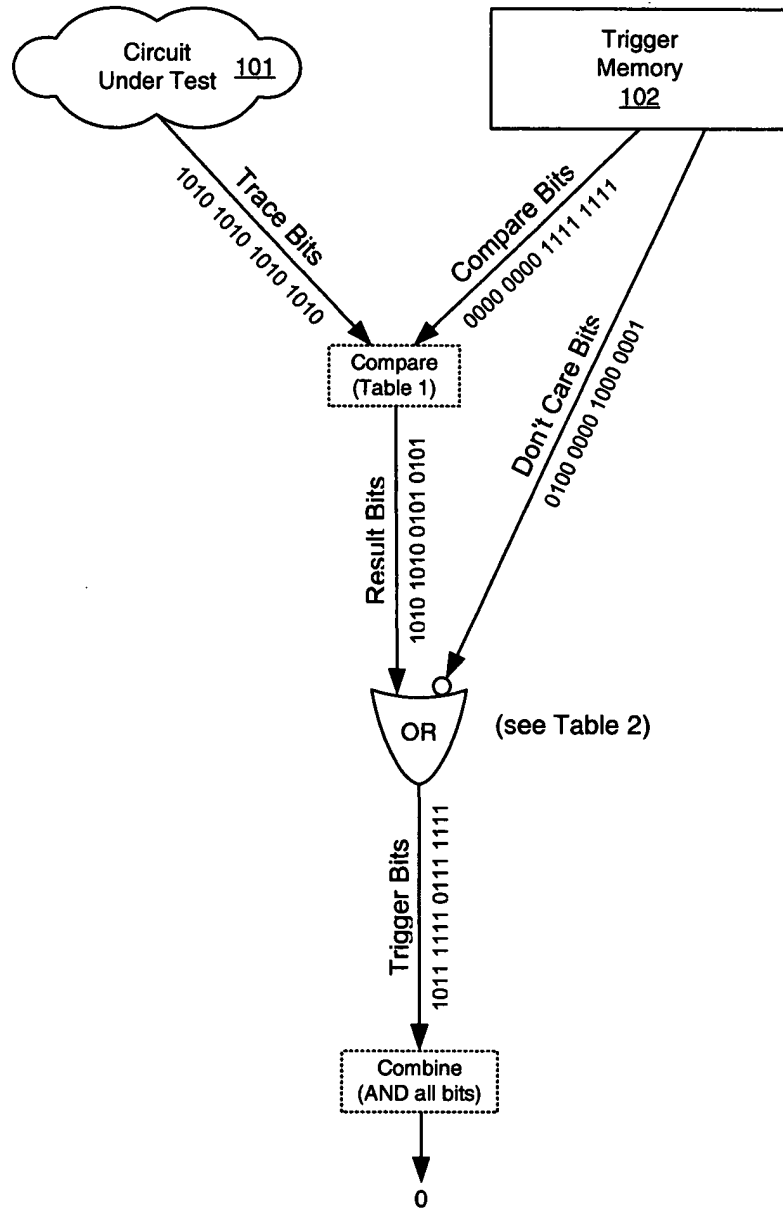 Circuit
Under Test 101
Trigger
Memory
102
Trace Bits
1010 1010 1010 1010
Compare Bits
0000 0000 1111 1111
Don't Care Bits
0100 0000 1000 0001
Compare
(Table 1)
Result Bits
1010 1010 0101 0101
OR
(see Table 2)
Trigger Bits
1011 1111 0111 1111
Combine
(AND all bits)
0